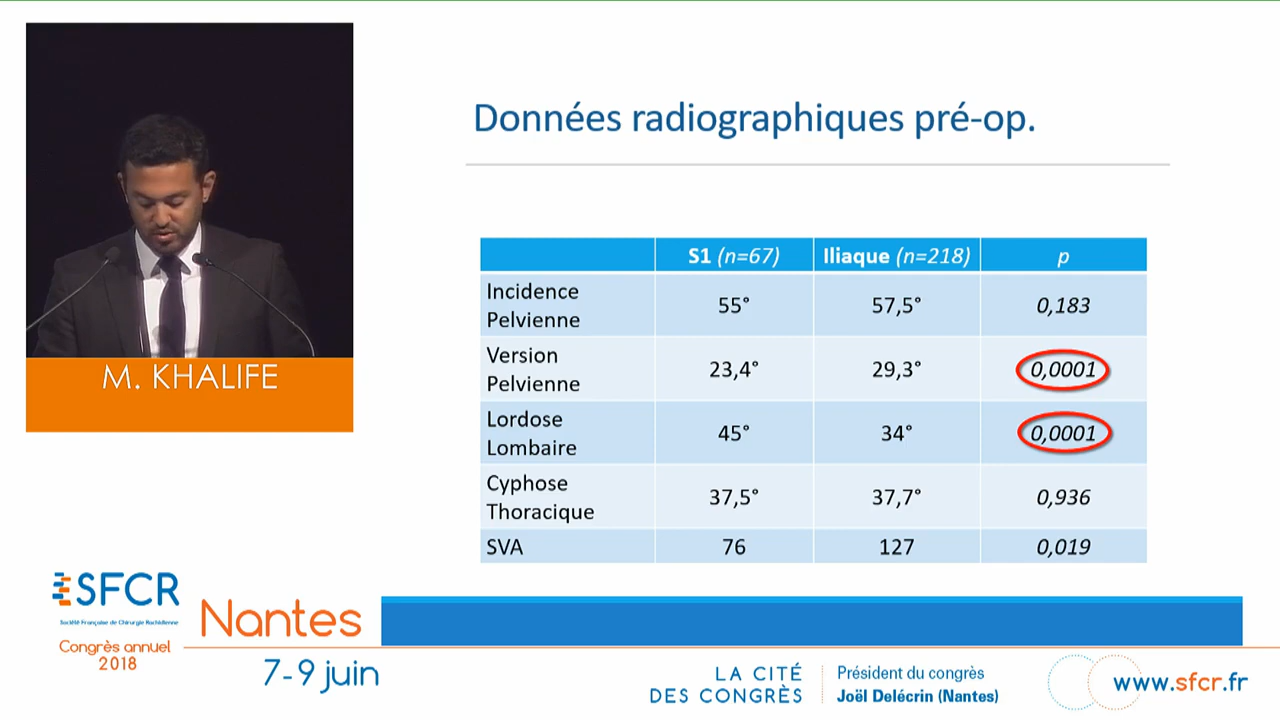 Données radiographiques pré-op.
S1 (n=67) Iliaque (n=218) p
Incidence
Pelvienne 55° 57,5° 0,183
Version
Pelvienne 23,4° 29,3° 0,0001
Lordose
Lombaire 45° 34° 0,0001
Cyphose
Thoracique 37,5° 37,7° 0,936
SVA 76 127 0,019
M. KHALIFE
SFCR
Société Française de Chirurgie Rachidienne
Congrès annuel
2018
Nantes
7-9 juin
LA CITÉ
DES CONGRÈS
Président du congrès
Joël Delécrin (Nantes)
www.sfcr.fr